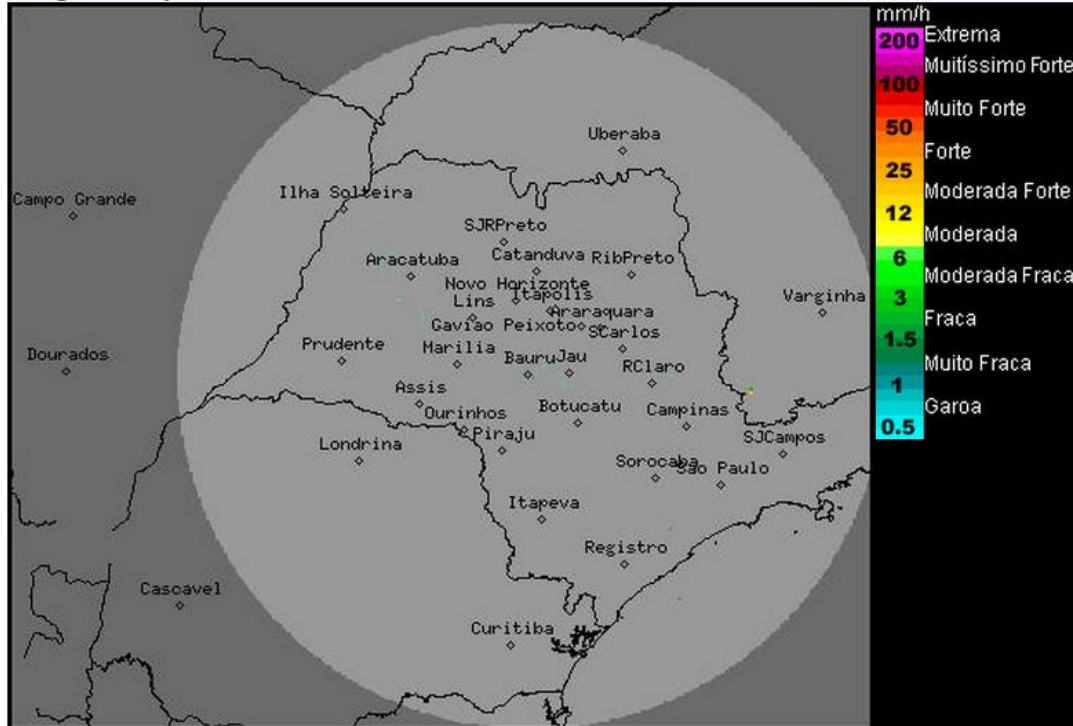 mm/h
200 Extrema
Muitíssimo Forte
100
Muito Forte
50
Forte
25
Moderada Forte
12
Moderada
6
Moderada Fraca
3
Fraca
1.5
Muito Fraca
1
Garoa
0.5
Uberaba
Campo Grande
Ilha Solteira
SJRPreto
Catanduva
RibPreto
Aracatuba
Novo Horizonte
Itapolis
Varginha
Lins
Araraquara
Gaviao Peixoto
SCarlos
Prudente
Marilia
Dourados
Bauru
Jau
RClaro
Assis
Ourinhos
Botucatu
Campinas
Piraju
SJCampos
Londrina
Sorocaba
Sao Paulo
Itapeva
Registro
Cascavel
Curitiba